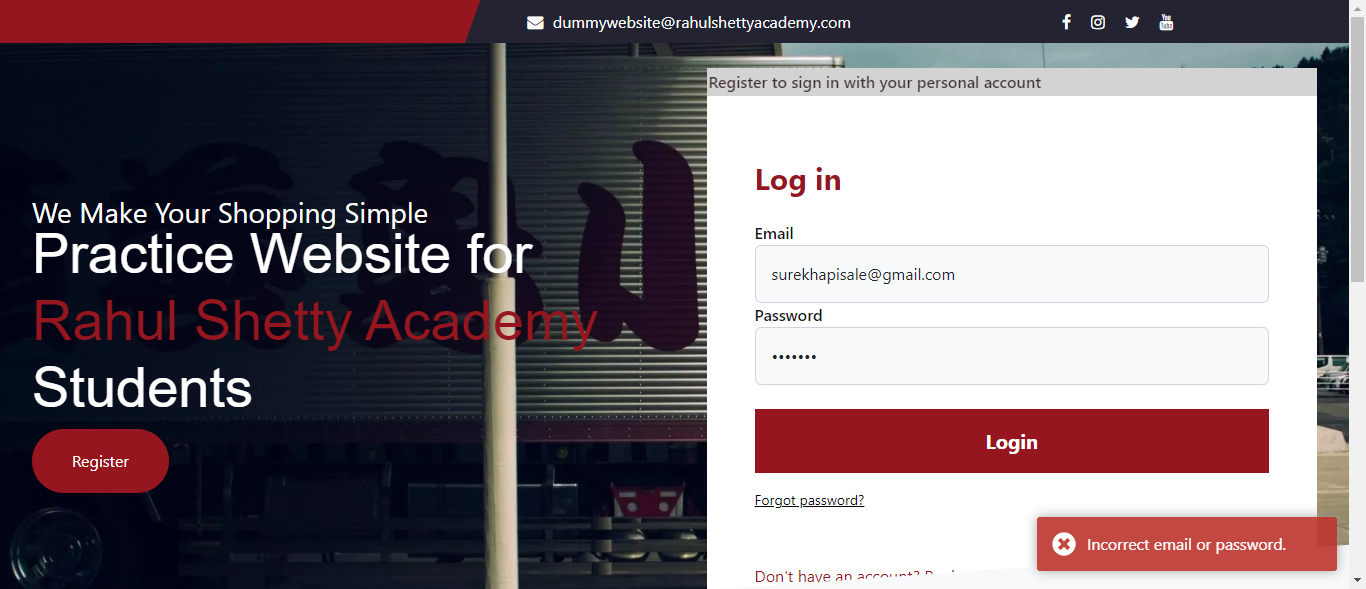 dummywebsite@rahulshettyacademy.com
Register to sign in with your personal account
We Make Your Shopping Simple
Practice Website for
Rahul Shetty Academy
Students
Register
Log in
Email
surekhapisale@gmail.com
Password
•••••••
Login
Forgot password?
Incorrect email or password.
Don't have an account?